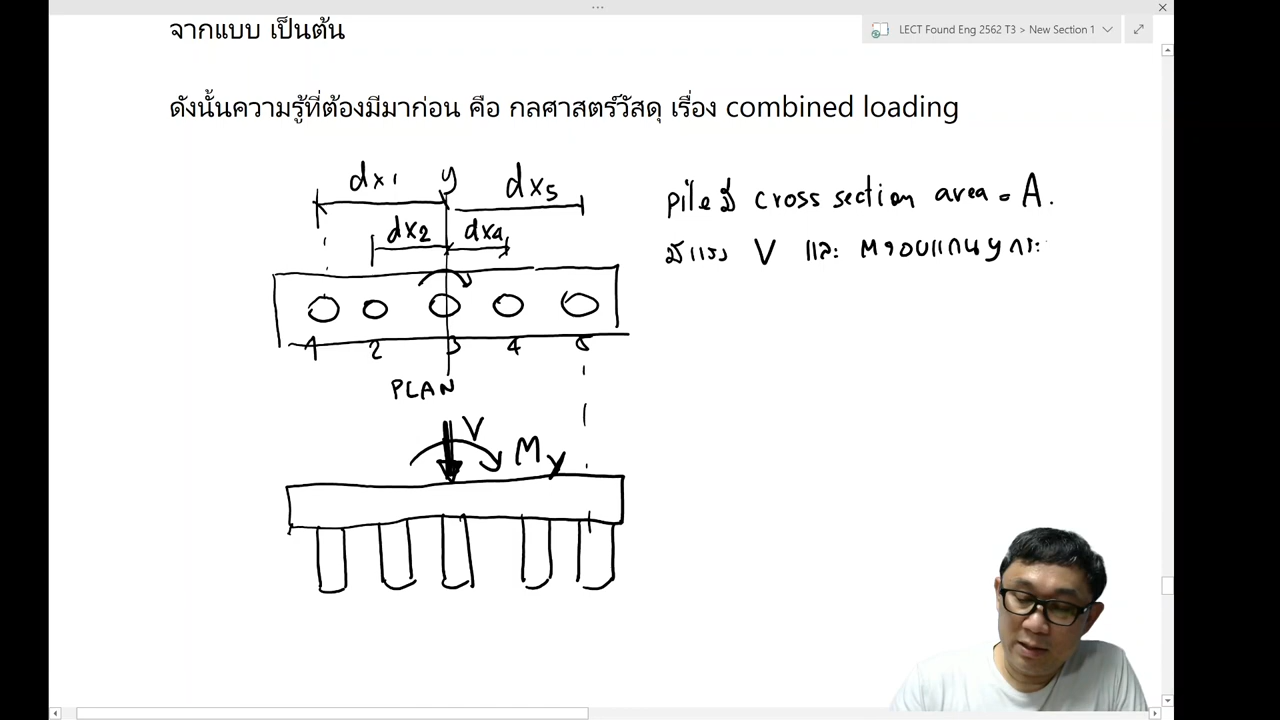 จากแบบ เป็นต้น
LECT Found Eng 2562 T3 > New Section 1
ดังนั้นความรู้ที่ต้องมีมาก่อน คือ กลศาสตร์วัสดุ เรื่อง combined loading
dx1 y dx5
dx2 dx4
pile มี cross section area = A.
มีแรง V และ M รอบแกน y กระ
1 2 3 4 5
PLAN
V
My